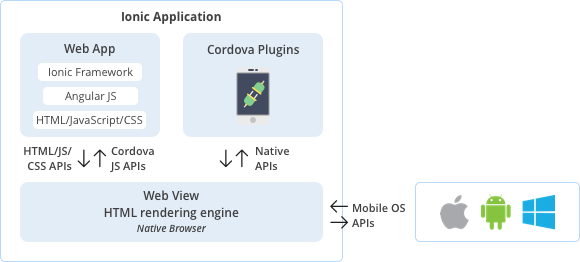 Ionic Application
Web App
Ionic Framework
Angular JS
HTML/JavaScript/CSS
Cordova Plugins
HTML/JS/
CSS APIs
Cordova
JS APIs
Native
APIs
Web View
HTML rendering engine
Native Browser
Mobile OS
APIs